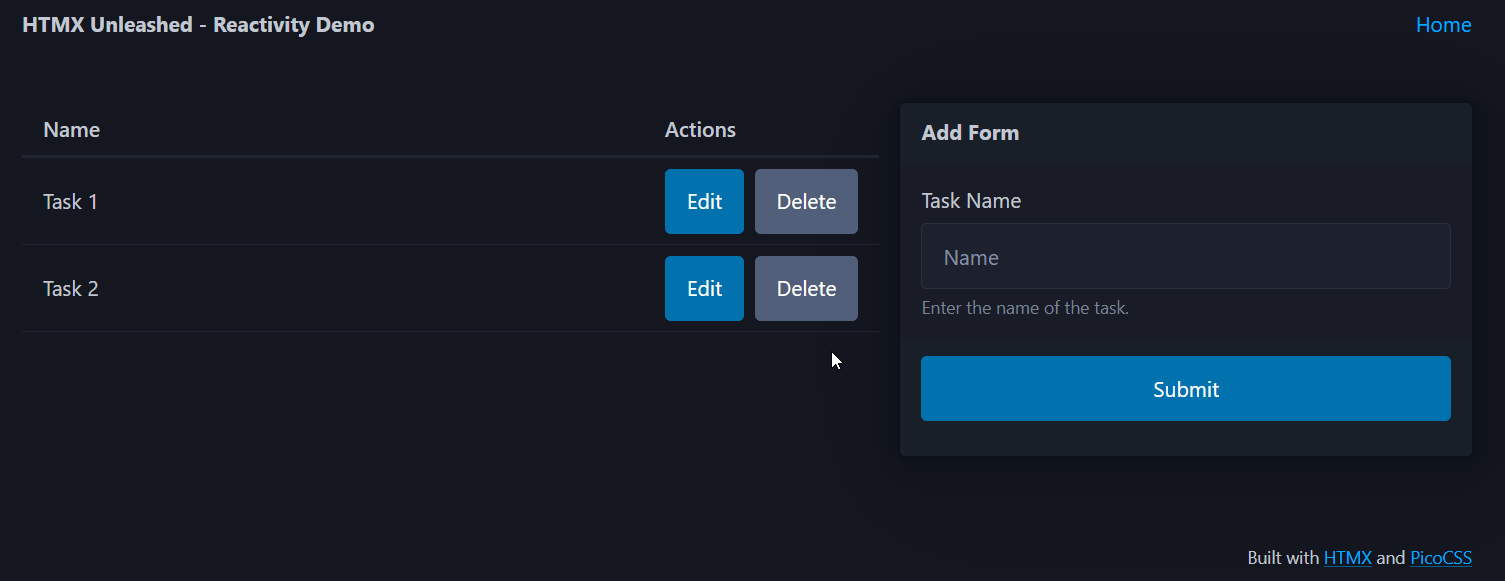 HTMX Unleashed - Reactivity Demo
Home
Name
Actions
Task 1
Edit
Delete
Task 2
Edit
Delete
Add Form
Task Name
Name
Enter the name of the task.
Submit
Built with HTMX and PicoCSS